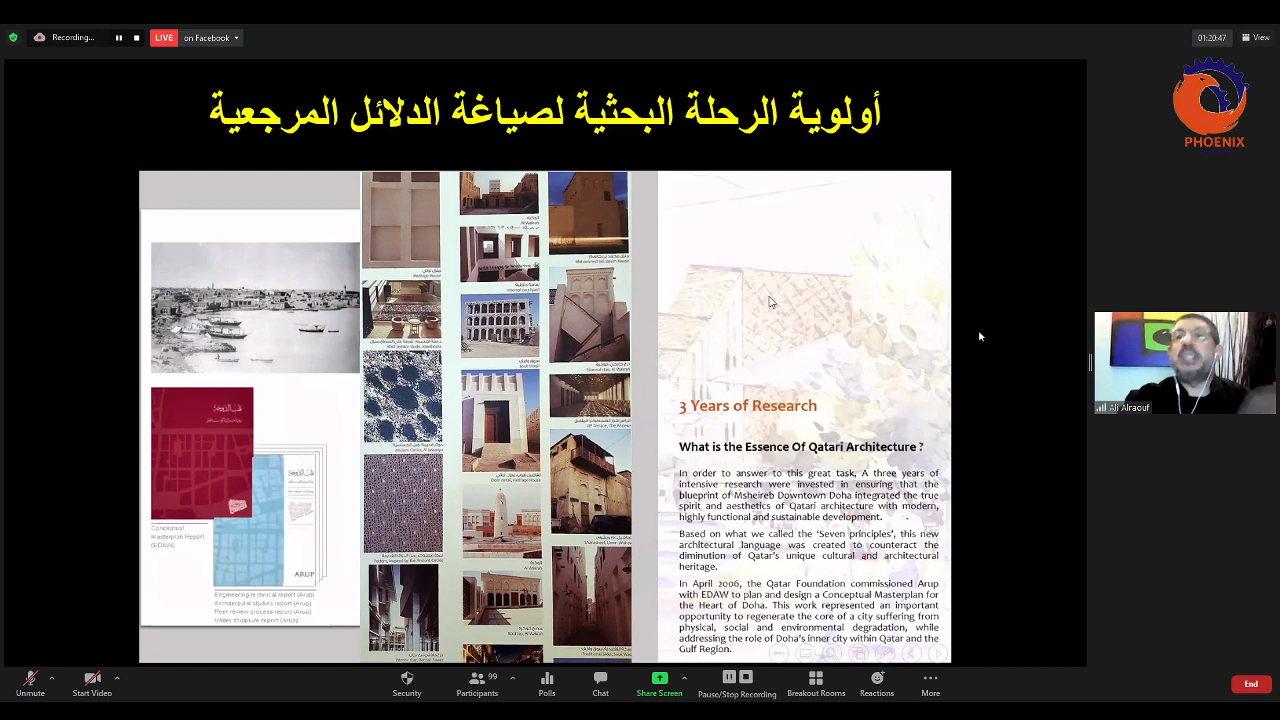 Recording...
LIVE
on Facebook
01:20:47
View
PHOENIX
أولوية الرحلة البحثية لصياغة الدلائل المرجعية
Conceptual
Masterplan Report
(EDAW)
ARUP
Engineering technical report (Arup)
Architectural studies report (Arup)
Peer review process report (Arup)
Water sculpture report (Arup)
Heritage House
Al Wakrah
Internal courtyard
Souk Waqif
3 Years of Research
What is the Essence Of Qatari Architecture ?
In order to answer to this great task, A three years of
intensive research were invested in ensuring that the
blueprint of Msheireb Downtown Doha integrated the true
spirit and aesthetics of Qatari architecture with modern,
highly functional and sustainable development.
Based on what we called the ‘Seven principles’, this new
architectural language was created to counteract the
diminution of Qatar’s unique cultural and architectural
heritage.
In April 2006, the Qatar Foundation commissioned Arup
with EDAW to plan and design a Conceptual Masterplan for
the Heart of Doha. This work represented an important
opportunity to regenerate the core of a city suffering from
physical, social and environmental degradation, while
addressing the role of Doha’s inner city within Qatar and the
Gulf Region.
Ali Alraouf
Unmute
Start Video
Security
Participants
99
Polls
Chat
Share Screen
Pause/Stop Recording
Breakout Rooms
Reactions
More
End